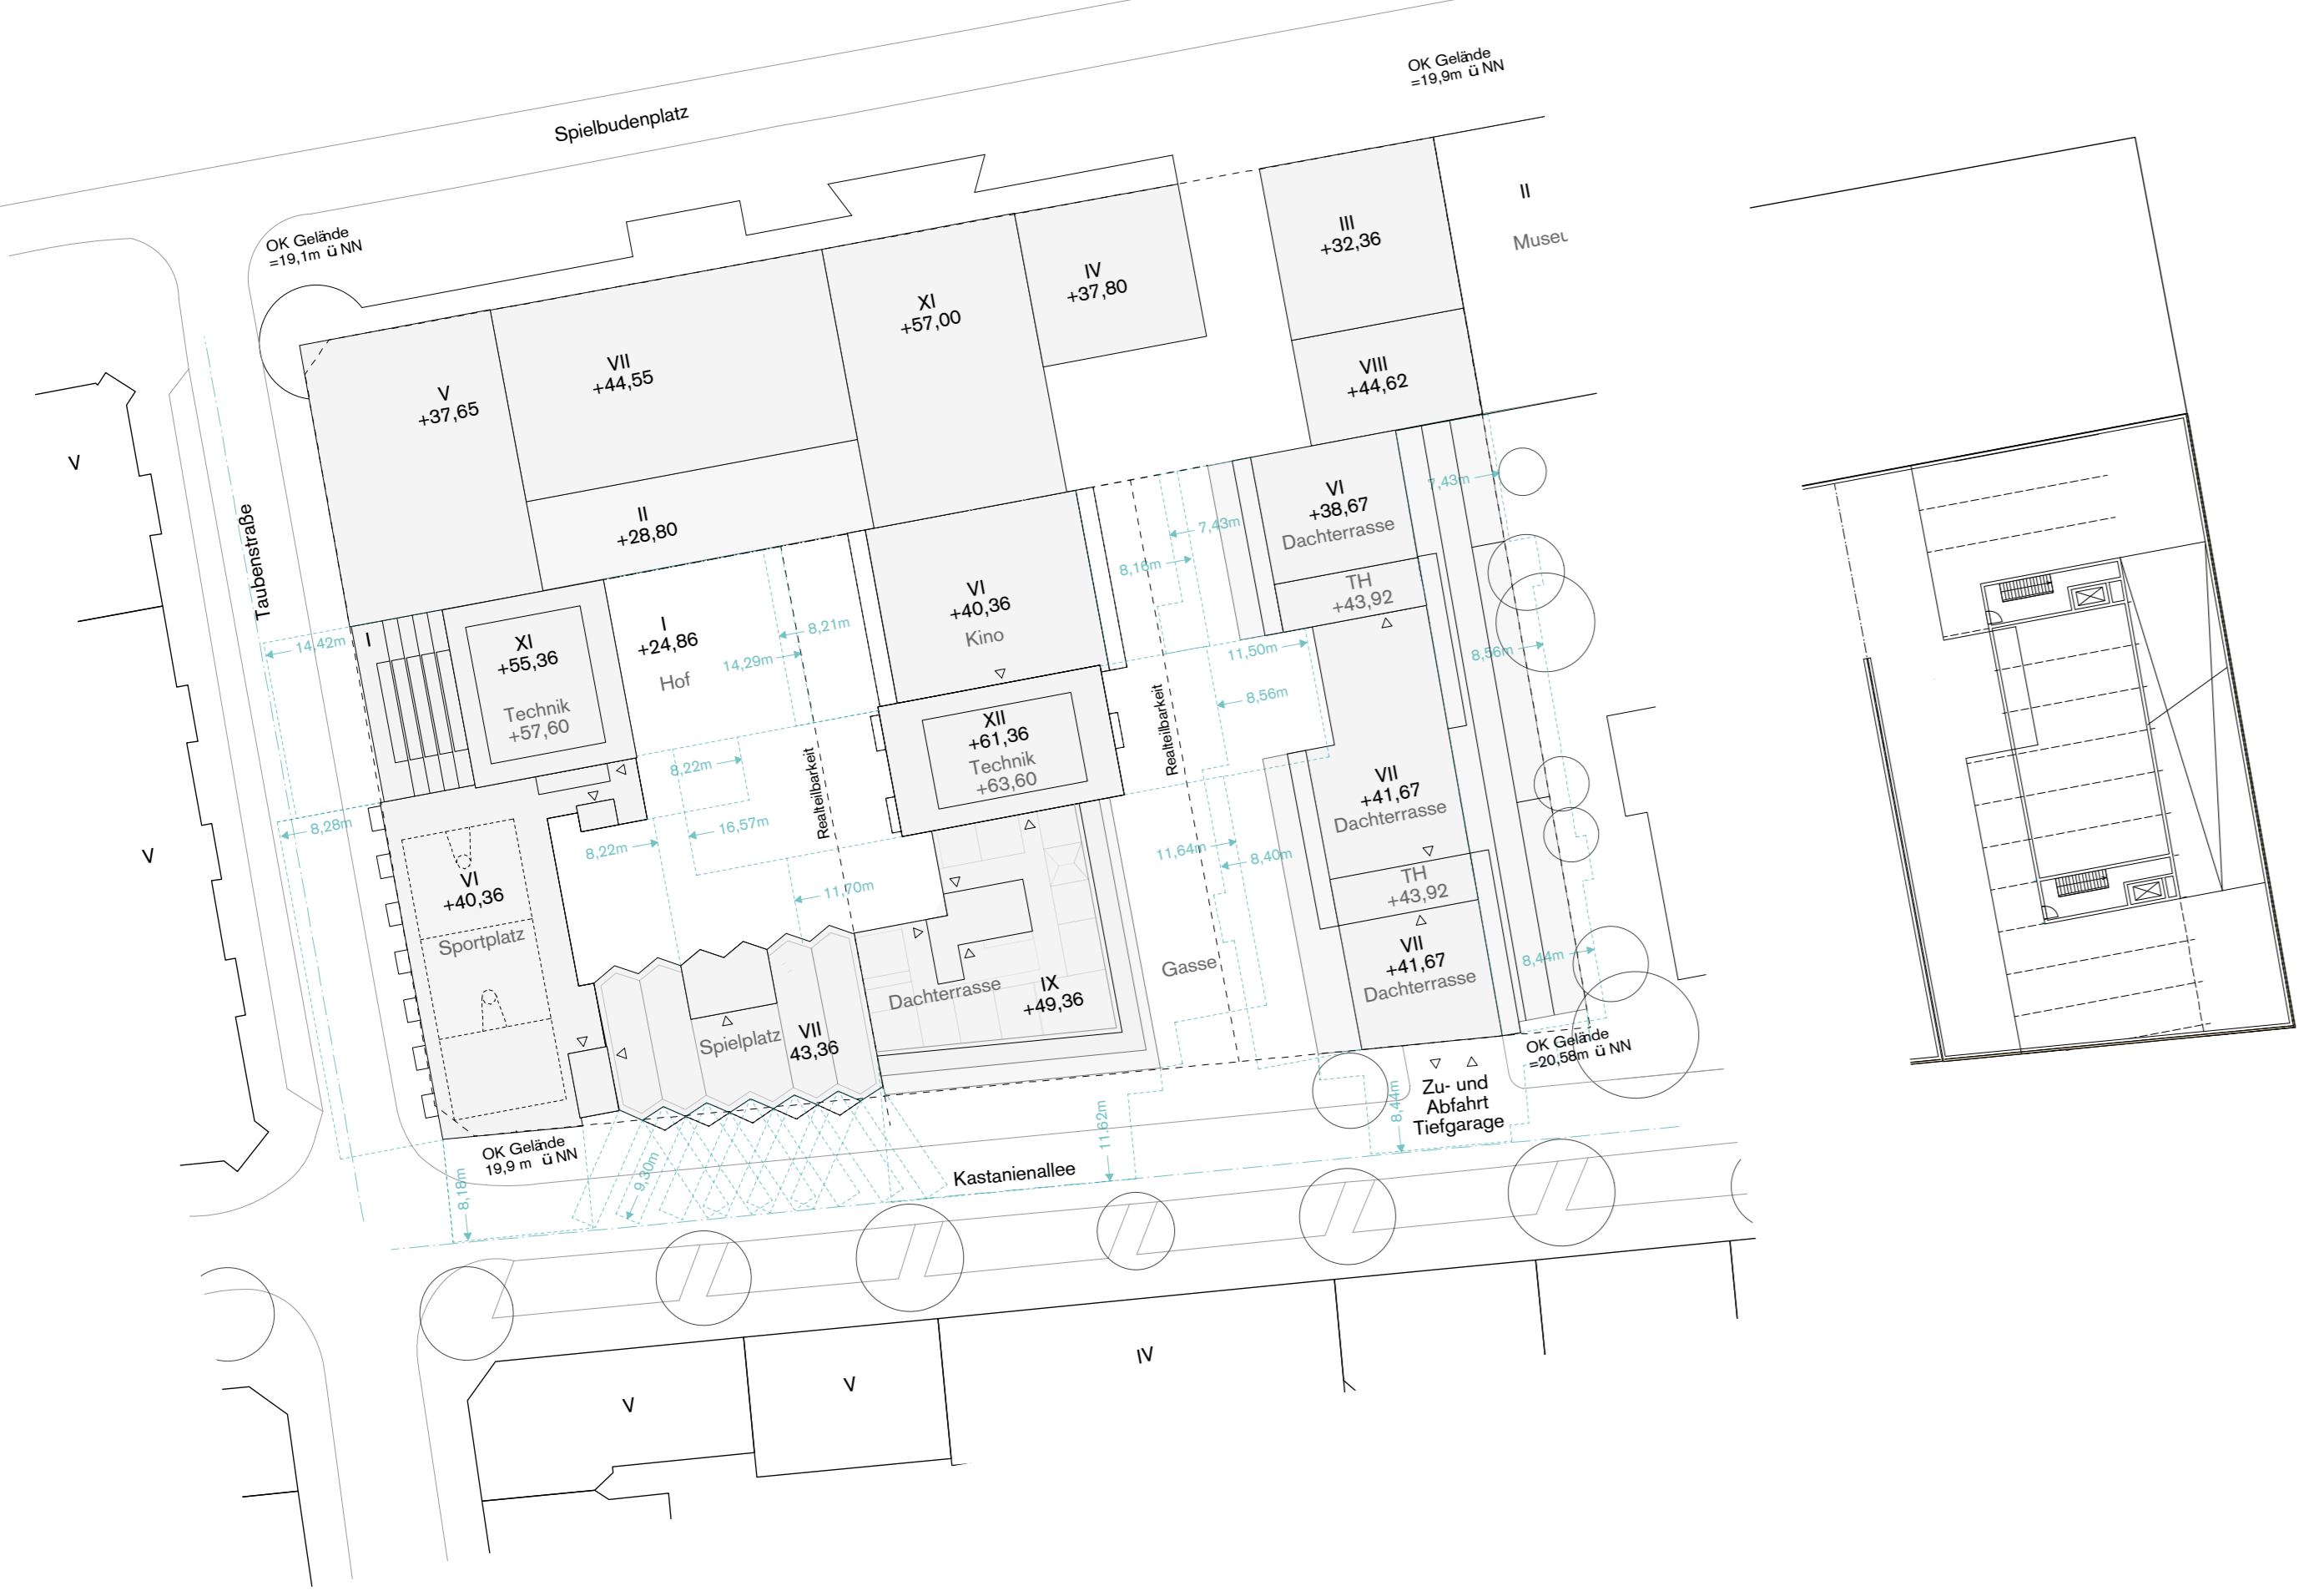 OK Gelände
=19,9m ü NN
Spielbudenplatz
OK Gelände
=19,1m ü NN
II
Museu
III
+32,36
IV
+37,80
XI
+57,00
VII
+44,55
V
+37,65
VIII
+44,62
V
II
+28,80
VI
+38,67
Dachterrasse
TH
+43,92
7,43m
7,43m
8,16m
Taubenstraße
14,42m
I
XI
+55,36
Technik
+57,60
I
+24,86
Hof
8,21m
14,29m
VI
+40,36
Kino
11,50m
8,56m
8,56m
XII
+61,36
Technik
+63,60
Realteilbarkeit
Realteilbarkeit
8,22m
16,57m
8,22m
8,28m
V
11,70m
VII
+41,67
Dachterrasse
11,64m
8,40m
TH
+43,92
VI
+40,36
Sportplatz
VII
+41,67
Dachterrasse
8,44m
Gasse
Dachterrasse
IX
+49,36
Spielplatz
VII
43,36
OK Gelände
=20,58m ü NN
Zu- und
Abfahrt
Tiefgarage
8,44m
11,62m
OK Gelände
19,9 m ü NN
9,30m
8,18m
Kastanienallee
IV
V
V